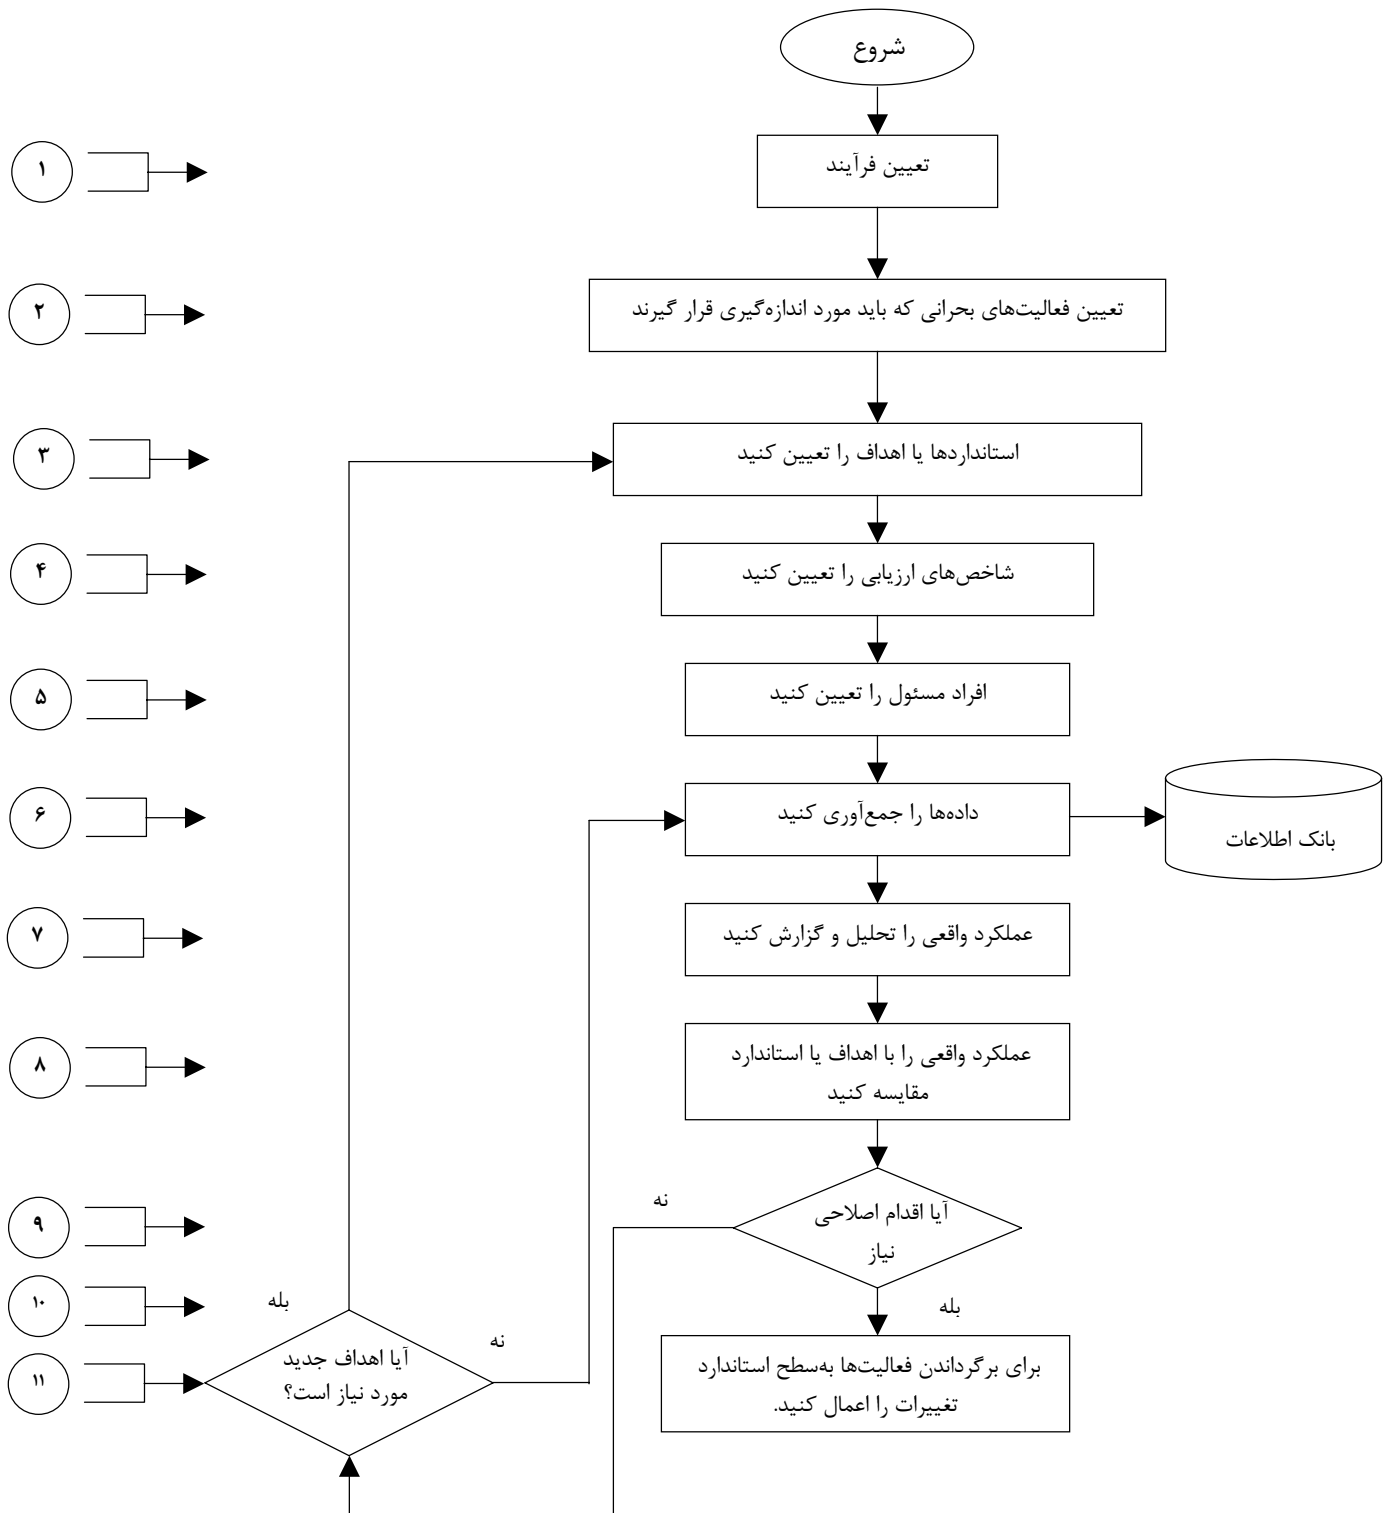 شروع
۱
تعیین فرآیند
۲
تعیین فعالیت‌های بحرانی که باید مورد اندازه‌گیری قرار گیرند
۳
استانداردها یا اهداف را تعیین کنید
۴
شاخص‌های ارزیابی را تعیین کنید
۵
افراد مسئول را تعیین کنید
۶
داده‌ها را جمع‌آوری کنید
بانک اطلاعات
۷
عملکرد واقعی را تحلیل و گزارش کنید
۸
عملکرد واقعی را با اهداف یا استاندارد
مقایسه کنید
۹
آیا اقدام اصلاحی
نیاز
نه
بله
۱۰
برای برگرداندن فعالیت‌ها به‌سطح استاندارد
تغییرات را اعمال کنید.
۱۱
آیا اهداف جدید
مورد نیاز است؟
بله
نه